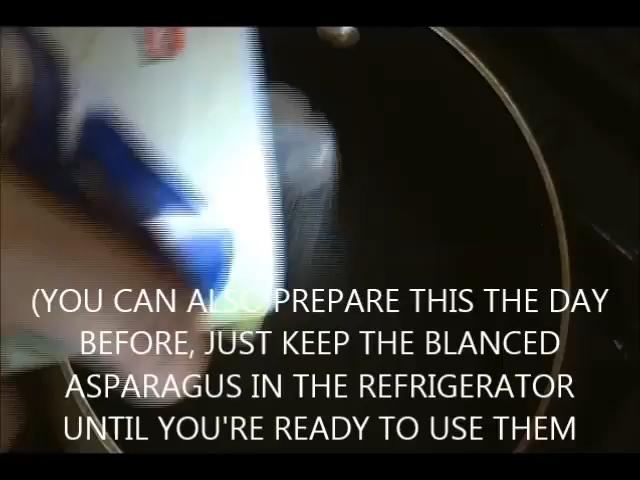 (YOU CAN ALSO PREPARE THIS THE DAY
BEFORE, JUST KEEP THE BLANCED
ASPARAGUS IN THE REFRIGERATOR
UNTIL YOU'RE READY TO USE THEM